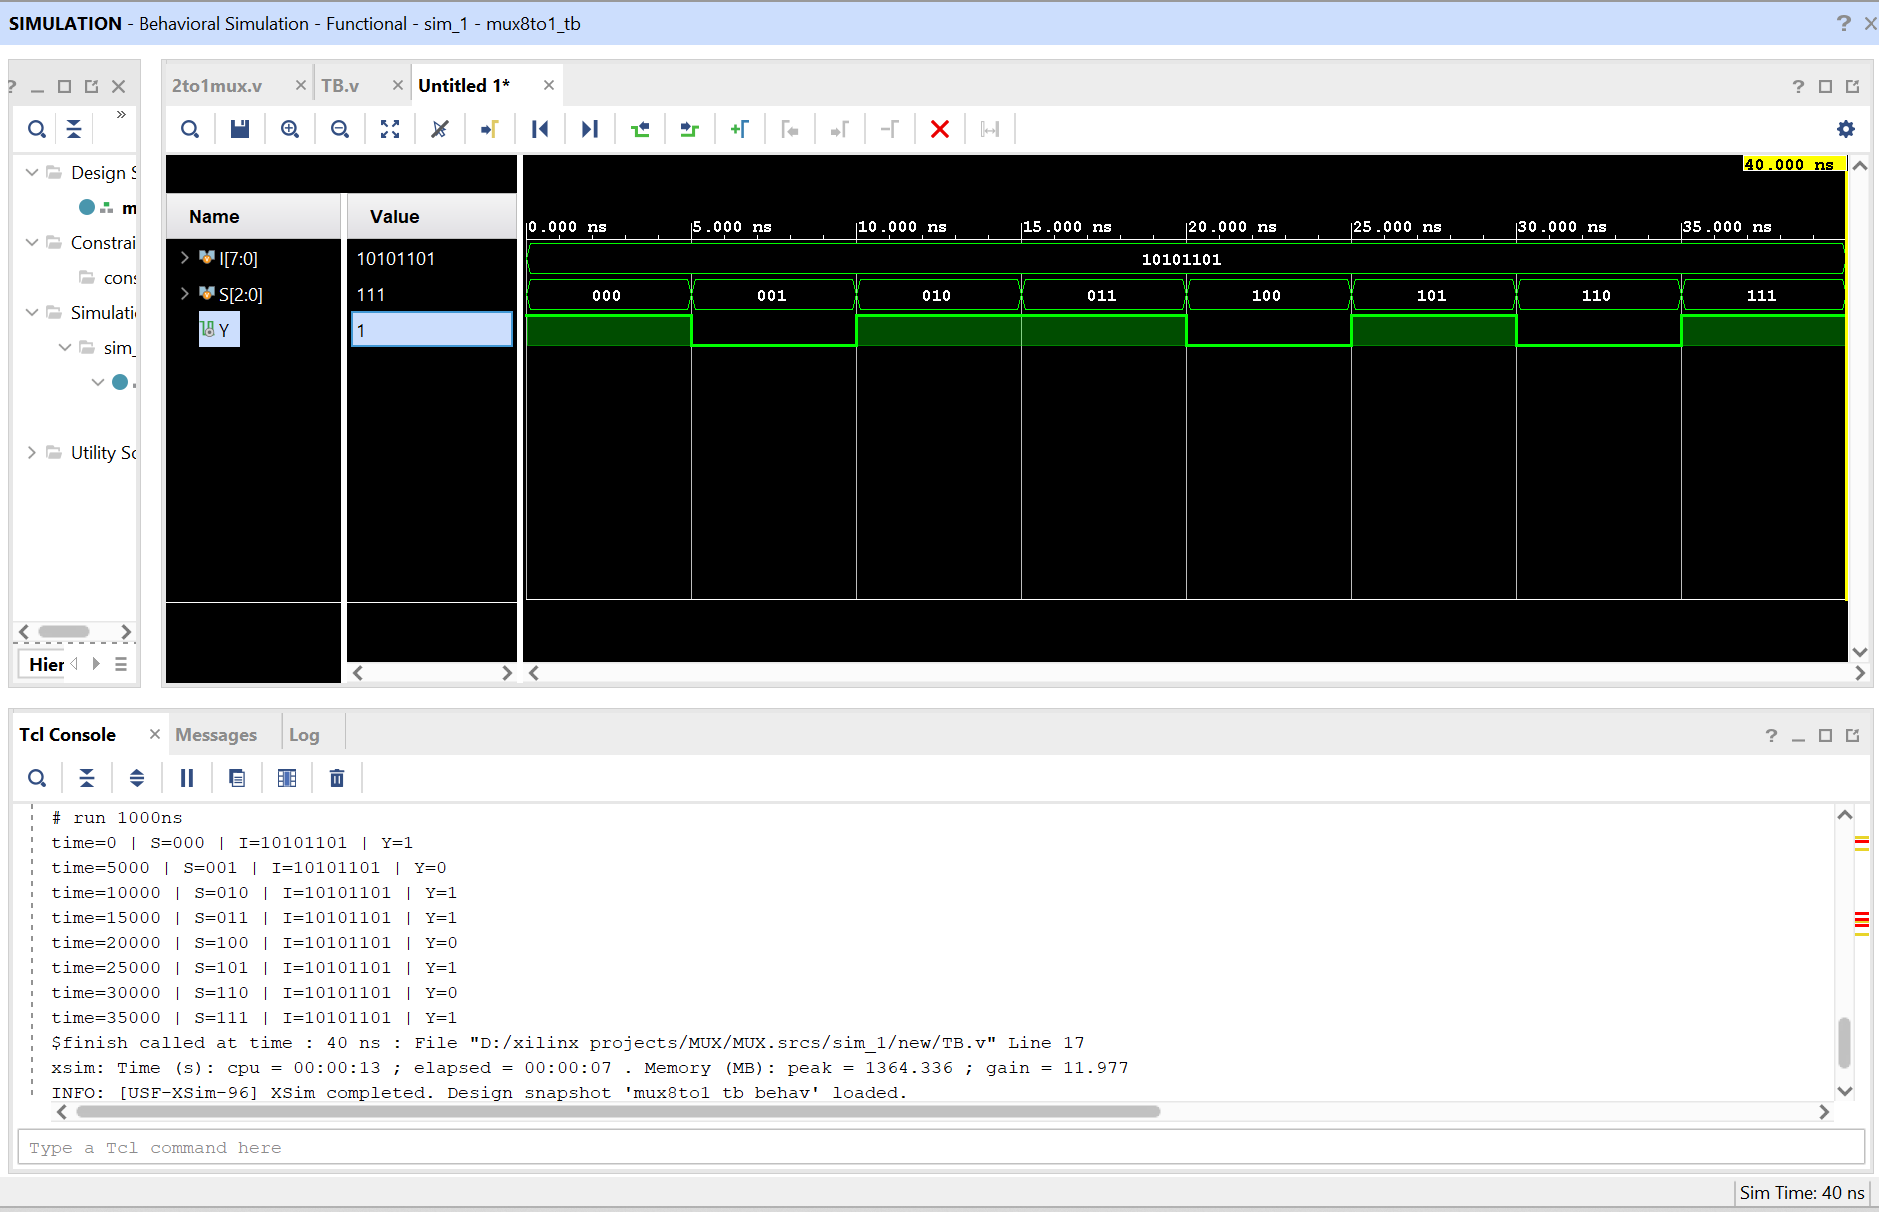 SIMULATION - Behavioral Simulation - Functional - sim_1 - mux8to1_tb
2to1mux.v
TB.v
Untitled 1*
Design S
m
Constrai
cons
Simulati
sim_
Utility So
Hier
40.000 ns
Name
Value
0.000 ns
5.000 ns
10.000 ns
15.000 ns
20.000 ns
25.000 ns
30.000 ns
35.000 ns
I[7:0]
10101101
10101101
S[2:0]
111
000
001
010
011
100
101
110
111
Y
1
Tcl Console
Messages
Log
# run 1000ns
time=0 | S=000 | I=10101101 | Y=1
time=5000 | S=001 | I=10101101 | Y=0
time=10000 | S=010 | I=10101101 | Y=1
time=15000 | S=011 | I=10101101 | Y=1
time=20000 | S=100 | I=10101101 | Y=0
time=25000 | S=101 | I=10101101 | Y=1
time=30000 | S=110 | I=10101101 | Y=0
time=35000 | S=111 | I=10101101 | Y=1
$finish called at time : 40 ns : File "D:/xilinx projects/MUX/MUX.srcs/sim_1/new/TB.v" Line 17
xsim: Time (s): cpu = 00:00:13 ; elapsed = 00:00:07 . Memory (MB): peak = 1364.336 ; gain = 11.977
INFO: [USF-XSim-96] XSim completed. Design snapshot 'mux8to1_tb_behav' loaded.
Type a Tcl command here
Sim Time: 40 ns